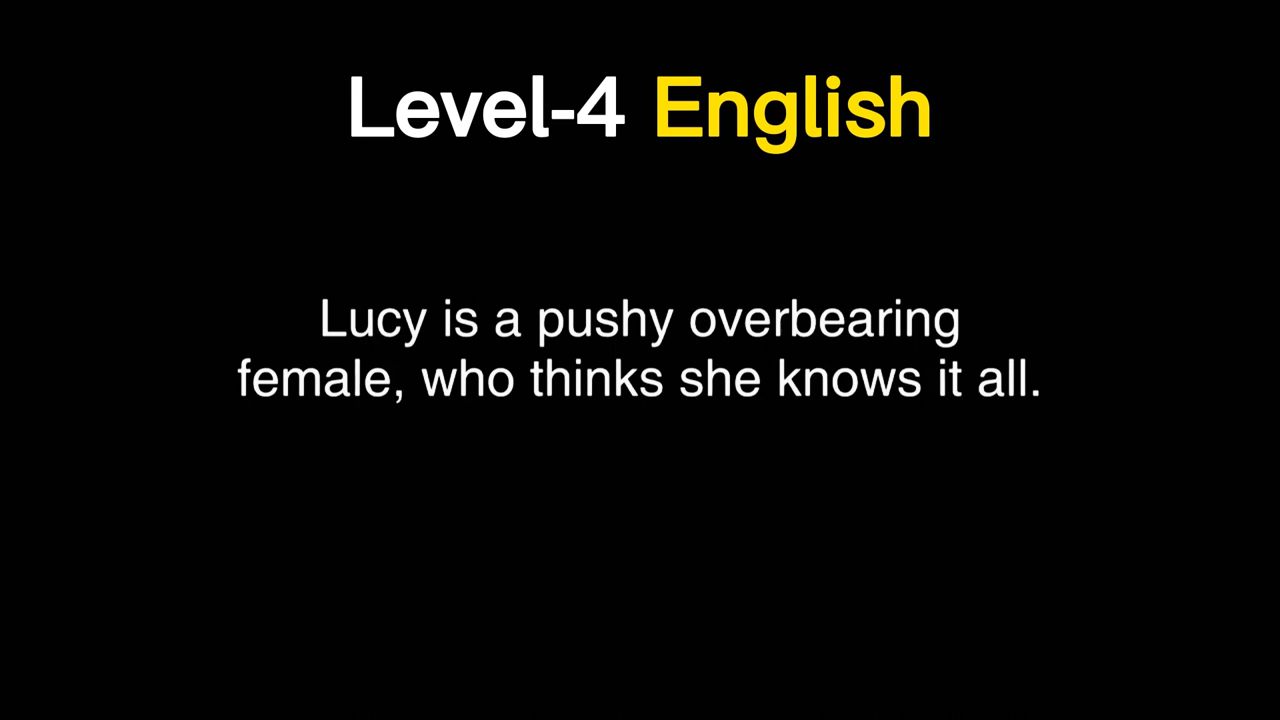 Level-4 English
Lucy is a pushy overbearing
female, who thinks she knows it all.